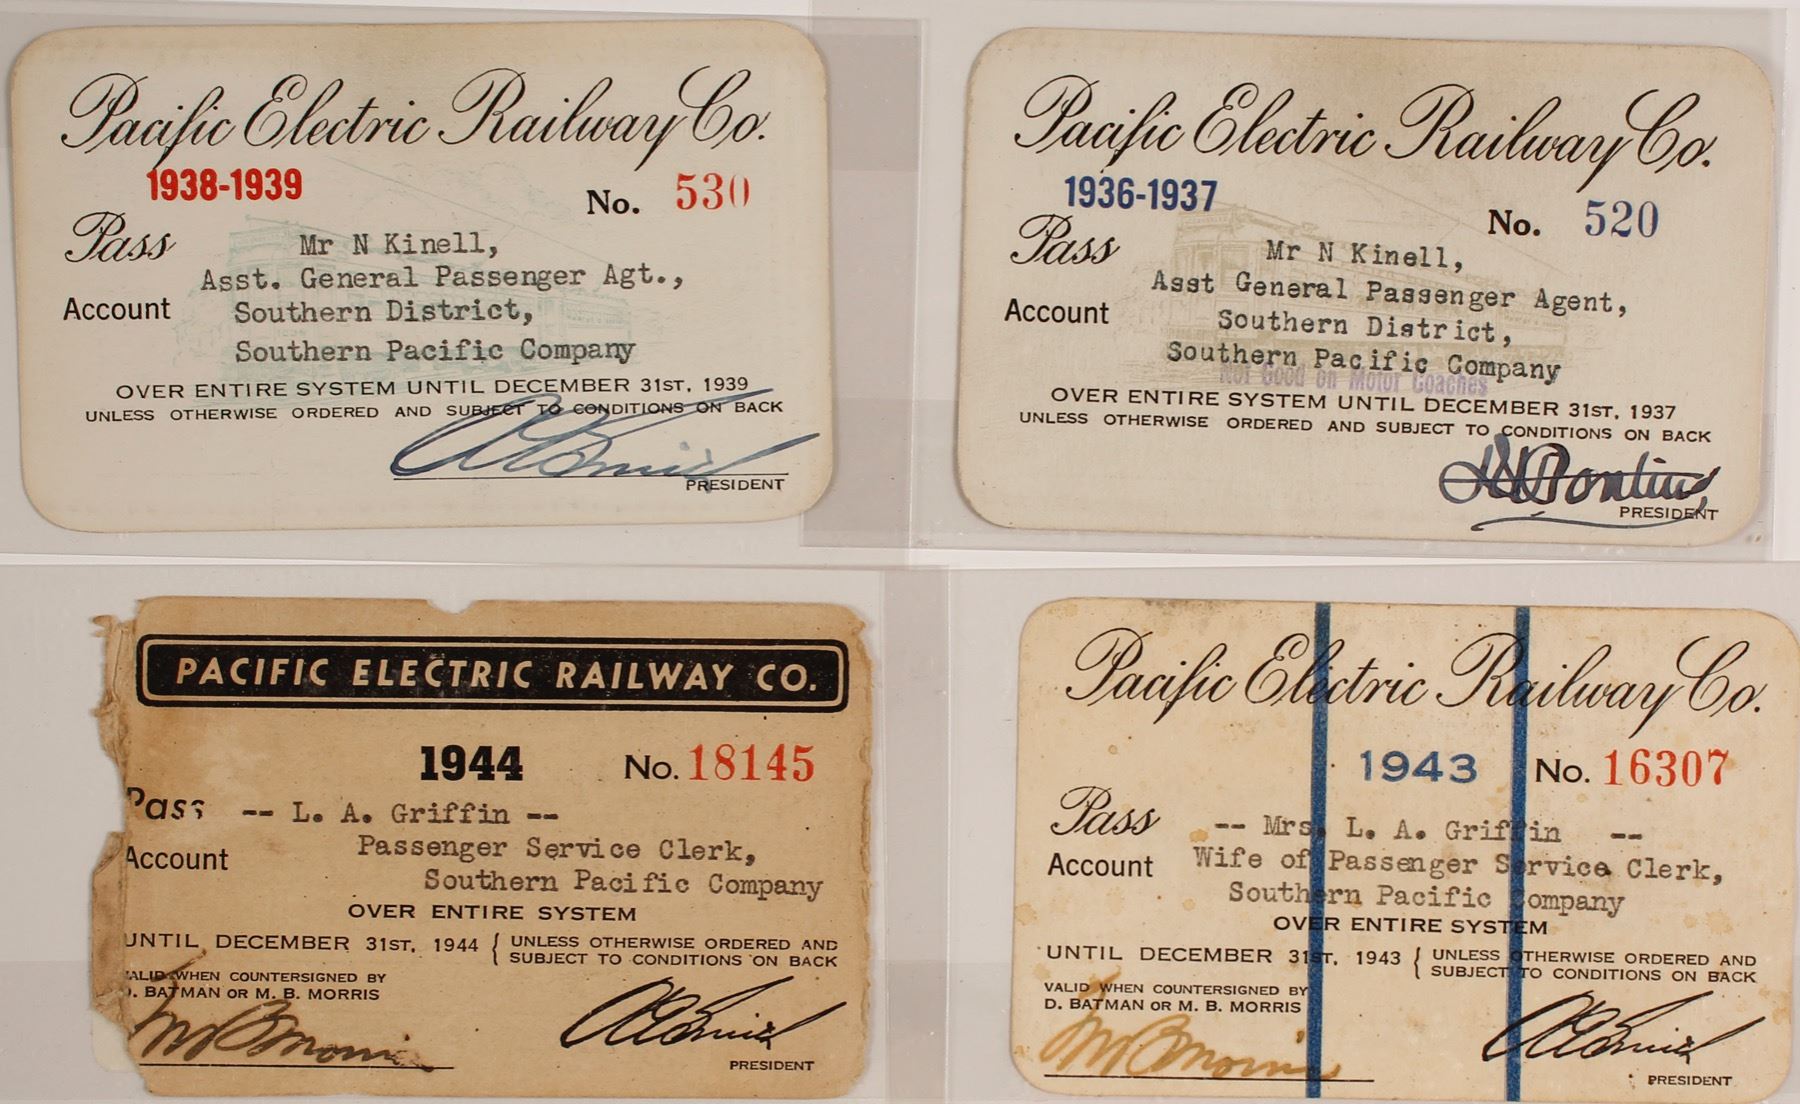 Pacific Electric Railway Co.
1938-1939
No. 530
Pass
Mr N Kinell,
Asst. General Passenger Agt.,
Account
Southern District,
Southern Pacific Company
OVER ENTIRE SYSTEM UNTIL DECEMBER 31ST, 1939
UNLESS OTHERWISE ORDERED AND SUBJECT TO CONDITIONS ON BACK
PRESIDENT
Pacific Electric Railway Co.
1936-1937
No. 520
Pass
Mr N Kinell,
Asst General Passenger Agent,
Account
Southern District,
Southern Pacific Company
Not Good on Motor Coaches
OVER ENTIRE SYSTEM UNTIL DECEMBER 31ST, 1937
UNLESS OTHERWISE ORDERED AND SUBJECT TO CONDITIONS ON BACK
PRESIDENT
PACIFIC ELECTRIC RAILWAY CO.
1944 No. 18145
Pass -- L. A. Griffin --
Account Passenger Service Clerk,
Southern Pacific Company
OVER ENTIRE SYSTEM
UNTIL DECEMBER 31ST, 1944 { UNLESS OTHERWISE ORDERED AND
SUBJECT TO CONDITIONS ON BACK
VALID WHEN COUNTERSIGNED BY
D. BATMAN OR M. B. MORRIS
M B Morris
PRESIDENT
Pacific Electric Railway Co.
1943 No. 16307
Pass -- Mrs. L. A. Griffin --
Account Wife of Passenger Service Clerk,
Southern Pacific Company
OVER ENTIRE SYSTEM
UNTIL DECEMBER 31ST, 1943 { UNLESS OTHERWISE ORDERED AND
SUBJECT TO CONDITIONS ON BACK
VALID WHEN COUNTERSIGNED BY
D. BATMAN OR M. B. MORRIS
M B Morris
PRESIDENT